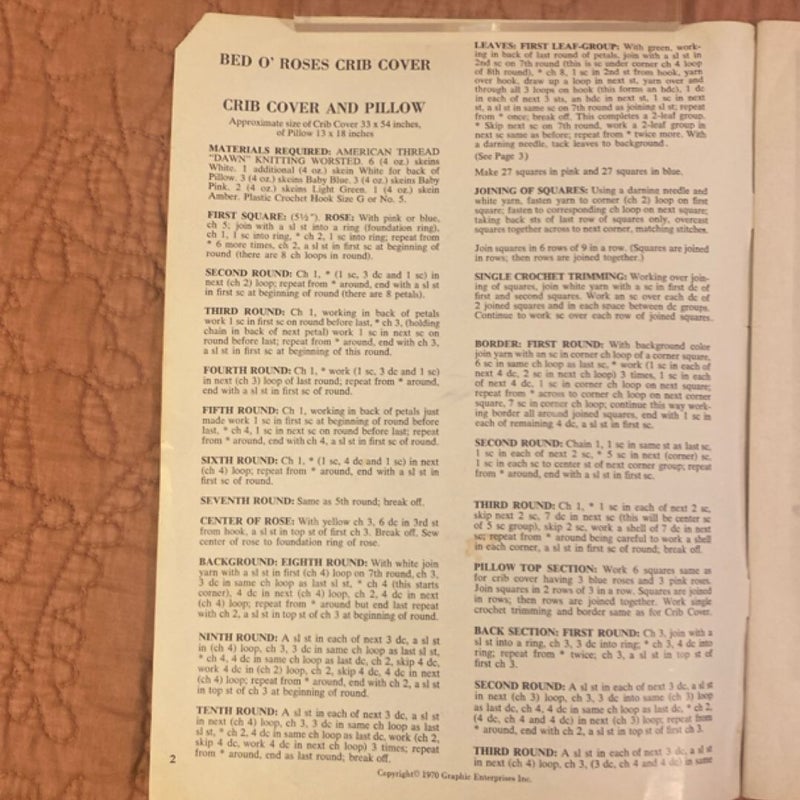 BED O' ROSES CRIB COVER
CRIB COVER AND PILLOW
Approximate size of Crib Cover 33 x 54 inches,
of Pillow 13 x 18 inches
MATERIALS REQUIRED: AMERICAN THREAD
"DAWN" KNITTING WORSTED. 6 (4 oz.) skeins
White, 1 additional (4 oz.) skein White for back of
Pillow. 3 (4 oz.) skeins Baby Blue. 3 (4 oz.) skeins Baby
Pink. 2 (4 oz.) skeins Light Green. 1 (4 oz.) skein
Amber. Plastic Crochet Hook Size G or No. 5.
FIRST SQUARE: (5½"). ROSE: With pink or blue,
ch 5; join with a sl st into a ring (foundation ring),
ch 1, 1 sc into ring, * ch 2, 1 sc into ring; repeat from
* 6 more times, ch 2, a sl st in first sc at beginning of
round (there are 8 ch loops in round).
SECOND ROUND: Ch 1, * (1 sc, 3 dc and 1 sc) in
next (ch 2) loop; repeat from * around, end with a sl st
in first sc at beginning of round (there are 8 petals).
THIRD ROUND: Ch 1, working in back of petals
work 1 sc in first sc on round before last, * ch 3, (holding
chain in back of next petal) work 1 sc in next sc on
round before last; repeat from * around, end with ch 3,
a sl st in first sc at beginning of this round.
FOURTH ROUND: Ch 1, * work (1 sc, 3 dc and 1 sc)
in next (ch 3) loop of last round; repeat from * around,
end with a sl st in first sc of round.
FIFTH ROUND: Ch 1, working in back of petals just
made work 1 sc in first sc at beginning of round before
last, * ch 4, 1 sc in next sc on round before last; repeat
from * around, end with ch 4, a sl st in first sc of round.
SIXTH ROUND: Ch 1, * (1 sc, 4 dc and 1 sc) in next
(ch 4) loop; repeat from * around, end with a sl st in
first sc of round.
SEVENTH ROUND: Same as 5th round; break off.
CENTER OF ROSE: With yellow ch 3, 6 dc in 3rd st
from hook, a sl st in top st of first ch 3. Break off. Sew
center of rose to foundation ring of rose.
BACKGROUND: EIGHTH ROUND: With white join
yarn with a sl st in first (ch 4) loop on 7th round, ch 3,
3 dc in same ch loop as last sl st, * ch 4 (this starts
corner), 4 dc in next (ch 4) loop, ch 2, 4 dc in next
(ch 4) loop; repeat from * around but end last repeat
with ch 2, a sl st in top st of ch 3 at beginning of round.
NINTH ROUND: A sl st in each of next 3 dc, a sl st
in (ch 4) loop, ch 3, 3 dc in same ch loop as last sl st,
* ch 4, 4 dc in same ch loop as last dc, ch 2, skip 4 dc,
work 4 dc in (ch 2) loop, ch 2, skip 4 dc, 4 dc in next
(ch 4) loop; repeat from * around, end with ch 2, a sl st
in top st of ch 3 at beginning of round.
TENTH ROUND: A sl st in each of next 3 dc, a sl st
in next (ch 4) loop, ch 3, 3 dc in same ch loop as last
sl st, * ch 2, 4 dc in same ch loop as last dc, work (ch 2,
skip 4 dc, work 4 dc in next ch loop) 3 times; repeat
from * around, end as last round; break off.
2
LEAVES: FIRST LEAF-GROUP: With green, work-
ing in back of last round of petals, join with a sl st in
2nd sc on 7th round (this is sc under corner ch 4 loop
of 8th round), * ch 8, 1 sc in 2nd st from hook, yarn
over hook, draw up a loop in next st, yarn over and
through all 3 loops on hook (this forms an hdc), 1 dc
in each of next 3 sts, an hdc in next st, 1 sc in next
st, a sl st in same sc on 7th round as joining sl st; repeat
from * once; break off. This completes a 2-leaf group.
* Skip next sc on 7th round, work a 2-leaf group in
next sc same as before; repeat from * twice more. With
a darning needle, tack leaves to background.
(See Page 3)
Make 27 squares in pink and 27 squares in blue.
JOINING OF SQUARES: Using a darning needle and
white yarn, fasten yarn to corner (ch 2) loop on first
square; fasten to corresponding ch loop on next square;
taking back sts of last row of squares only, overcast
squares together across to next corner, matching stitches.
Join squares in 6 rows of 9 in a row. (Squares are joined
in rows; then rows are joined together.)
SINGLE CROCHET TRIMMING: Working over join-
ing of squares, join white yarn with a sc in first dc of
first and second squares. Work an sc over each dc of
2 joined squares and in each space between dc groups.
Continue to work sc over each row of joined squares.
BORDER: FIRST ROUND: With background color
join yarn with an sc in corner ch loop of a corner square,
6 sc in same ch loop as last sc, * work (1 sc in each of
next 4 dc, 2 sc in next ch loop) 3 times, 1 sc in each
of next 4 dc, 1 sc in corner ch loop on next square;
repeat from * across to corner ch loop on next corner
square, 7 sc in corner ch loop; continue this way work-
ing border all around joined squares, end with 1 sc in
each of remaining 4 dc, a sl st in first sc.
SECOND ROUND: Chain 1, 1 sc in same st as last sc,
1 sc in each of next 2 sc, * 5 sc in next (corner) sc,
1 sc in each sc to center st of next corner group; repeat
from * around, end with a sl st in first sc.
THIRD ROUND: Ch 1, * 1 sc in each of next 2 sc,
skip next 2 sc, 7 dc in next sc (this will be center sc
of 5 sc group), skip 2 sc, work a shell of 7 dc in next
sc; repeat from * around being careful to work a shell
in each corner, a sl st in first sc of round; break off.
PILLOW TOP SECTION: Work 6 squares same as
for crib cover having 3 blue roses and 3 pink roses.
Join squares in 2 rows of 3 in a row. Squares are joined
in rows; then rows are joined together. Work single
crochet trimming and border same as for Crib Cover.
BACK SECTION: FIRST ROUND: Ch 3, join with a
sl st into a ring, ch 3, 3 dc into ring; * ch 3, 4 dc into
ring; repeat from * twice; ch 3, a sl st in top st of
first ch 3.
SECOND ROUND: A sl st in each of next 3 dc, a sl st
in next (ch 3) loop, ch 3, 3 dc into same (ch 3) loop
as last dc, ch 4, 4 dc in same ch loop as last dc, * ch 2,
(4 dc, ch 4 and 4 dc) in next (ch 3) loop; repeat from
* around, end with ch 2, a sl st in top st of first ch 3.
THIRD ROUND: A sl st in each of next 3 dc, a sl st
in next (ch 4) loop, ch 3, (3 dc, ch 4 and 4 dc) in same
Copyright© 1970 Graphic Enterprises Inc.